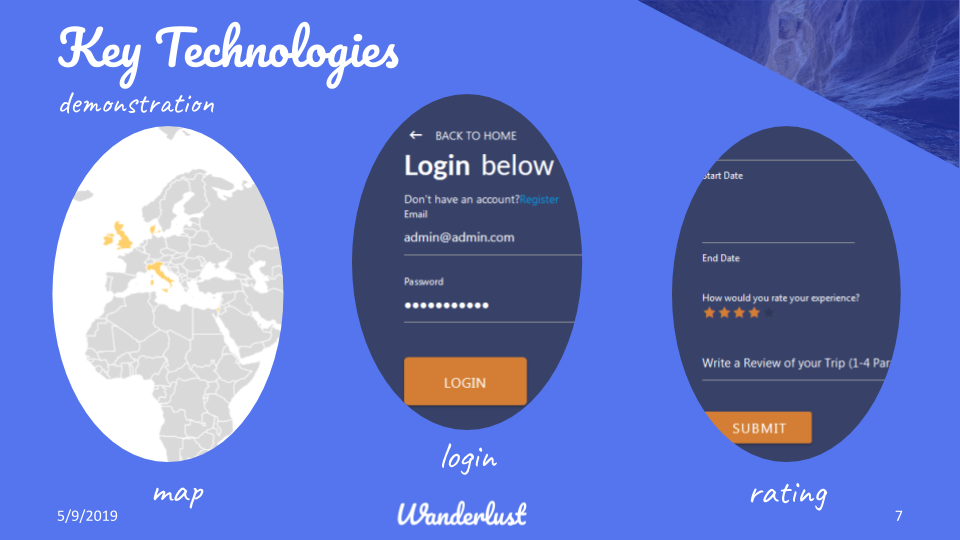 Key Technologies
demonstration
BACK TO HOME
Login below
Don't have an account?Register
Email
admin@admin.com
Password
LOGIN
Start Date
End Date
How would you rate your experience?
Write a Review of your Trip (1-4 Par
SUBMIT
map
login
rating
5/9/2019
Wanderlust
7